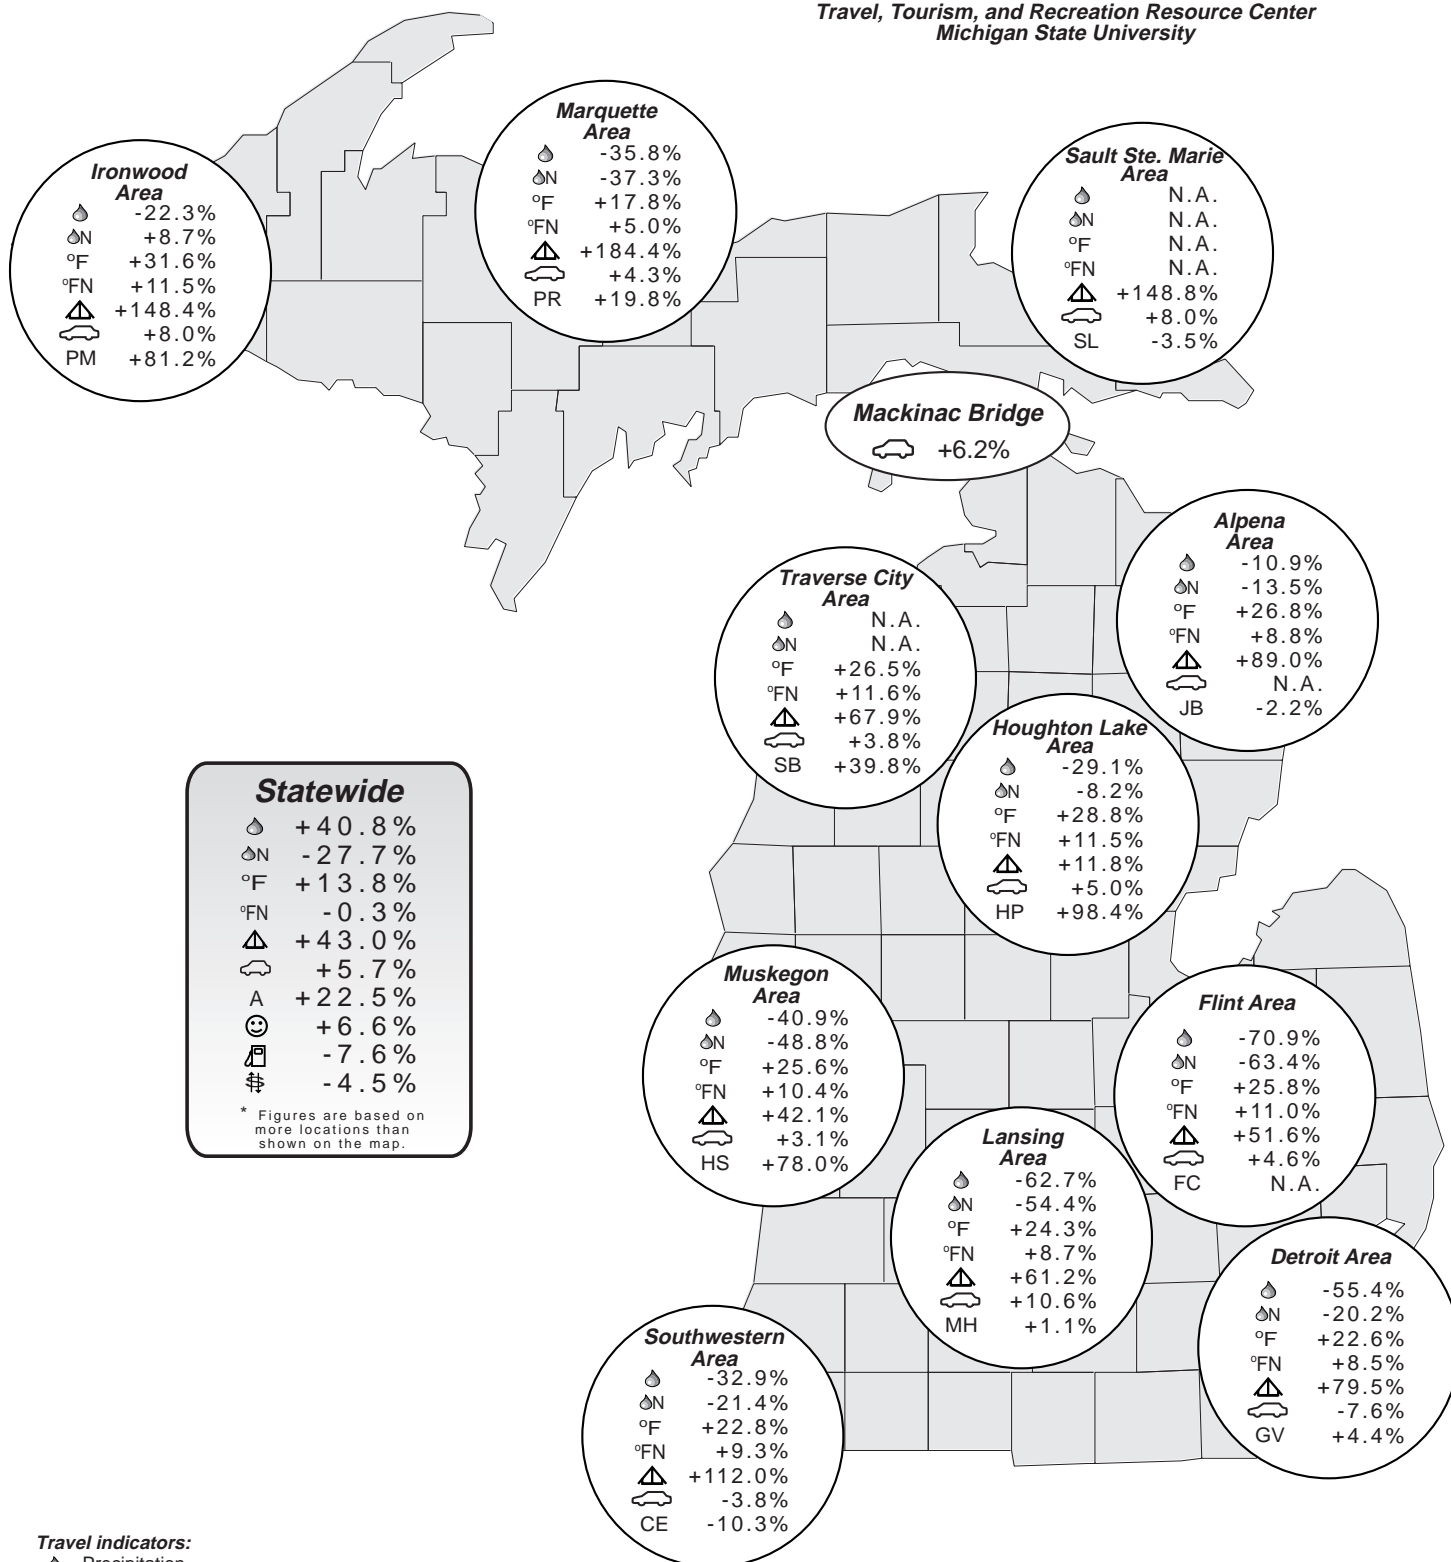 Travel, Tourism, and Recreation Resource Center
Michigan State University
Marquette
Area
-35.8%
N -37.3%
°F +17.8%
°FN +5.0%
+184.4%
+4.3%
PR +19.8%
Sault Ste. Marie
Area
N.A.
N N.A.
°F N.A.
°FN N.A.
+148.8%
+8.0%
SL -3.5%
Ironwood
Area
-22.3%
N +8.7%
°F +31.6%
°FN +11.5%
+148.4%
+8.0%
PM +81.2%
Mackinac Bridge
+6.2%
Alpena
Area
-10.9%
N -13.5%
°F +26.8%
°FN +8.8%
+89.0%
N.A.
JB -2.2%
Traverse City
Area
N.A.
N N.A.
°F +26.5%
°FN +11.6%
+67.9%
+3.8%
SB +39.8%
Houghton Lake
Area
-29.1%
N -8.2%
°F +28.8%
°FN +11.5%
+11.8%
+5.0%
HP +98.4%
Statewide
+40.8%
N -27.7%
°F +13.8%
°FN -0.3%
+43.0%
+5.7%
A +22.5%
+6.6%
-7.6%
-4.5%
* Figures are based on
more locations than
shown on the map.
Muskegon
Area
-40.9%
N -48.8%
°F +25.6%
°FN +10.4%
+42.1%
+3.1%
HS +78.0%
Flint Area
-70.9%
N -63.4%
°F +25.8%
°FN +11.0%
+51.6%
+4.6%
FC N.A.
Lansing
Area
-62.7%
N -54.4%
°F +24.3%
°FN +8.7%
+61.2%
+10.6%
MH +1.1%
Detroit Area
-55.4%
N -20.2%
°F +22.6%
°FN +8.5%
+79.5%
-7.6%
GV +4.4%
Southwestern
Area
-32.9%
N -21.4%
°F +22.8%
°FN +9.3%
+112.0%
-3.8%
CE -10.3%
Travel indicators:
Precipitation